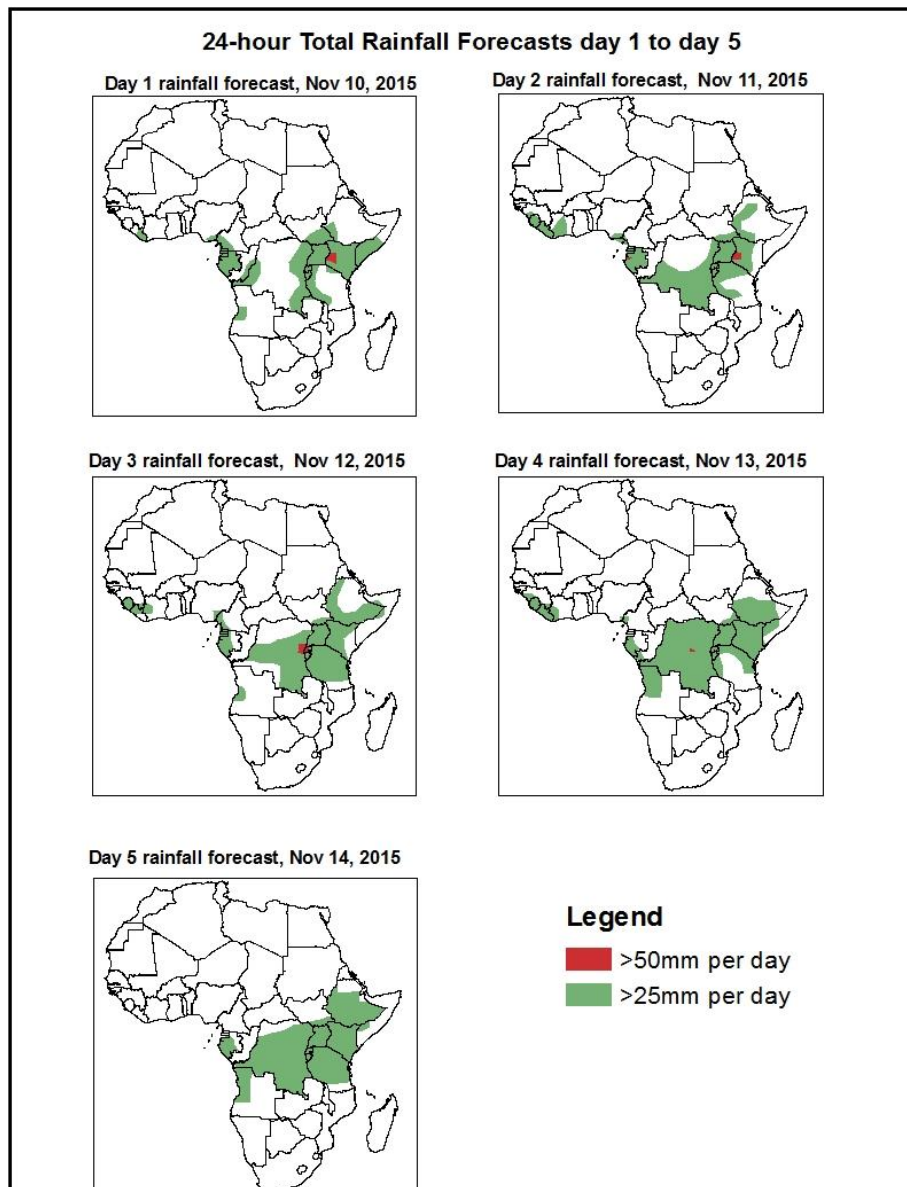 24-hour Total Rainfall Forecasts day 1 to day 5
Day 1 rainfall forecast, Nov 10, 2015
Day 2 rainfall forecast, Nov 11, 2015
Day 3 rainfall forecast, Nov 12, 2015
Day 4 rainfall forecast, Nov 13, 2015
Day 5 rainfall forecast, Nov 14, 2015
Legend
>50mm per day
>25mm per day